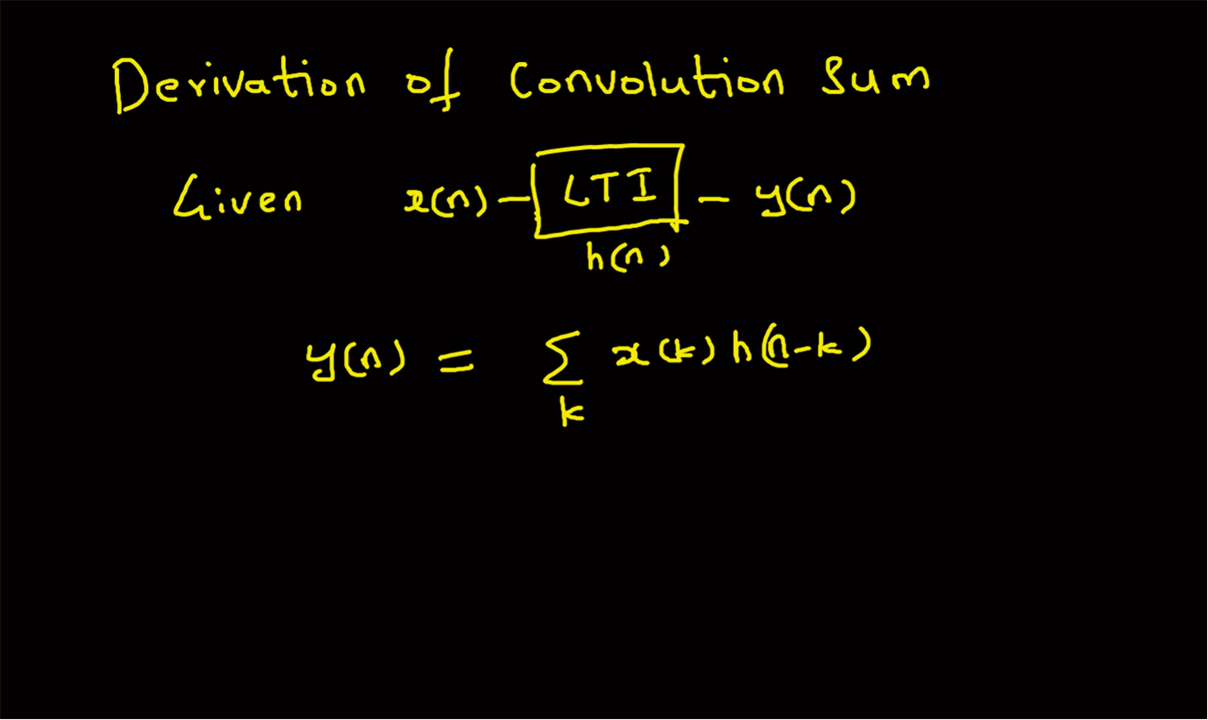 Derivation of Convolution Sum
Given x(n) - LTI - y(n)
h(n)
y(n) = ∑ x(k) h(n-k)
k